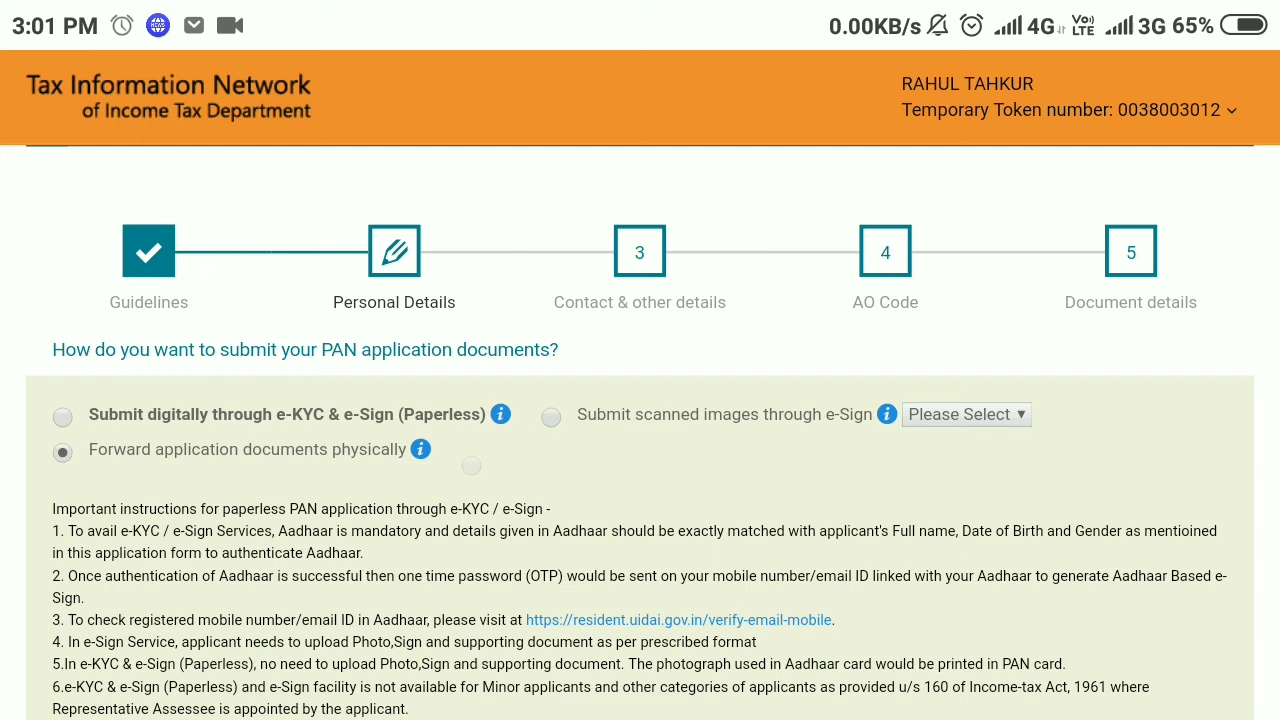 3:01 PM NEWS 0.00KB/s 4G VoLTE 3G 65%
Tax Information Network
of Income Tax Department
RAHUL TAHKUR
Temporary Token number: 0038003012
3 4 5
Guidelines Personal Details Contact & other details AO Code Document details
How do you want to submit your PAN application documents?
Submit digitally through e-KYC & e-Sign (Paperless) i Submit scanned images through e-Sign i Please Select
Forward application documents physically i
Important instructions for paperless PAN application through e-KYC / e-Sign -
1. To avail e-KYC / e-Sign Services, Aadhaar is mandatory and details given in Aadhaar should be exactly matched with applicant's Full name, Date of Birth and Gender as mentioined
in this application form to authenticate Aadhaar.
2. Once authentication of Aadhaar is successful then one time password (OTP) would be sent on your mobile number/email ID linked with your Aadhaar to generate Aadhaar Based e-
Sign.
3. To check registered mobile number/email ID in Aadhaar, please visit at https://resident.uidai.gov.in/verify-email-mobile.
4. In e-Sign Service, applicant needs to upload Photo,Sign and supporting document as per prescribed format
5.In e-KYC & e-Sign (Paperless), no need to upload Photo,Sign and supporting document. The photograph used in Aadhaar card would be printed in PAN card.
6.e-KYC & e-Sign (Paperless) and e-Sign facility is not available for Minor applicants and other categories of applicants as provided u/s 160 of Income-tax Act, 1961 where
Representative Assessee is appointed by the applicant.